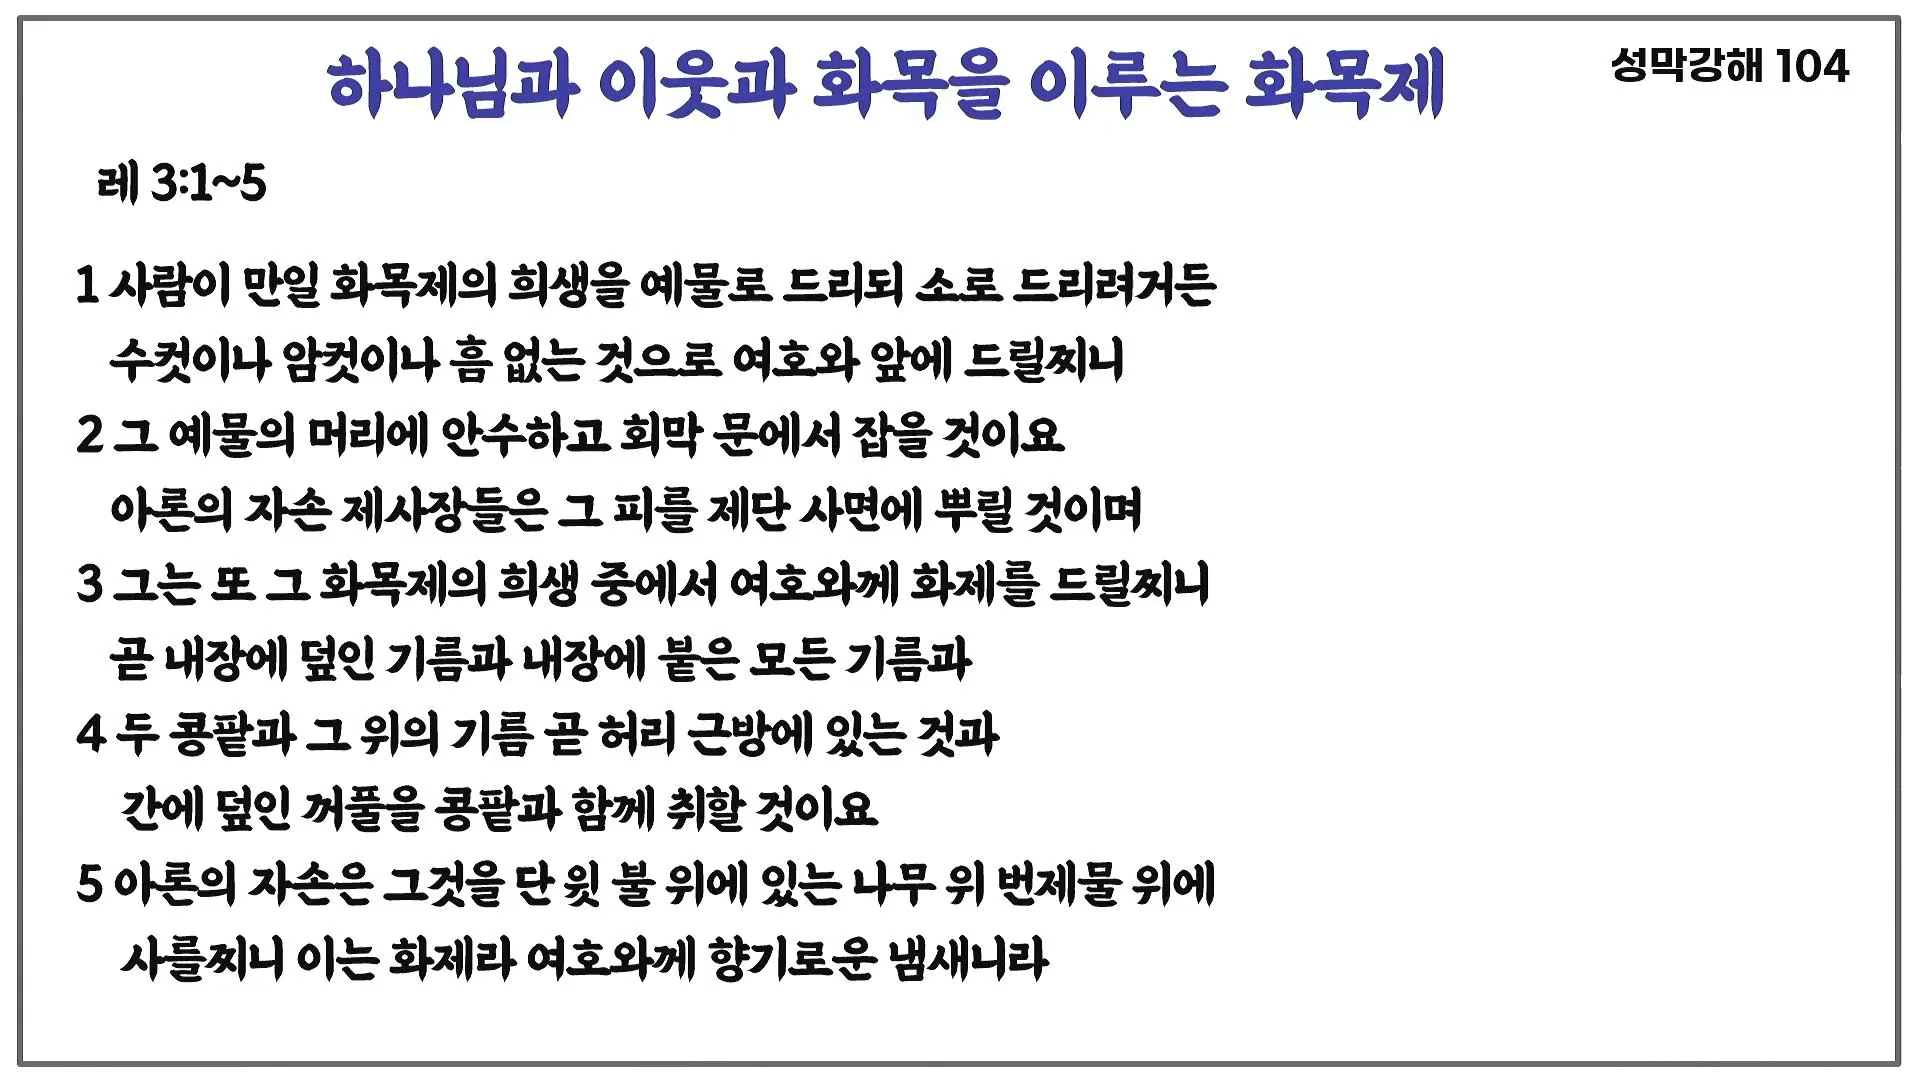 하나님과 이웃과 화목을 이루는 화목제
성막강해 104
레 3:1~5
1 사람이 만일 화목제의 희생을 예물로 드리되 소로 드리려거든
수컷이나 암컷이나 흠 없는 것으로 여호와 앞에 드릴찌니
2 그 예물의 머리에 안수하고 회막 문에서 잡을 것이요
아론의 자손 제사장들은 그 피를 제단 사면에 뿌릴 것이며
3 그는 또 그 화목제의 희생 중에서 여호와께 화제를 드릴찌니
곧 내장에 덮인 기름과 내장에 붙은 모든 기름과
4 두 콩팥과 그 위의 기름 곧 허리 근방에 있는 것과
간에 덮인 꺼풀을 콩팥과 함께 취할 것이요
5 아론의 자손은 그것을 단 윗 불 위에 있는 나무 위 번제물 위에
사를찌니 이는 화제라 여호와께 향기로운 냄새니라